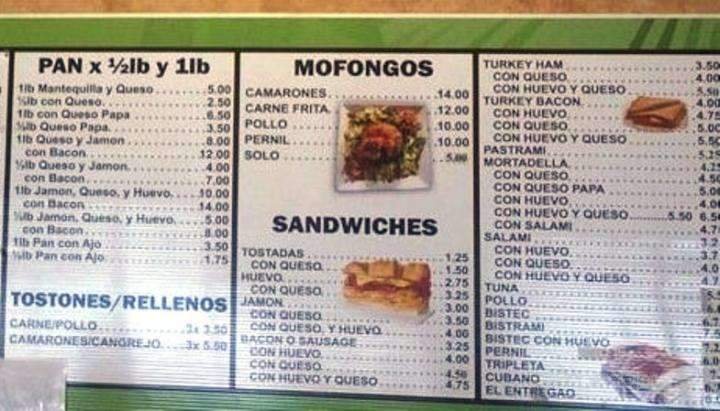 PAN x ½lb y 1lb
1lb Mantequilla y Queso 5.00
½lb con Queso 2.50
1lb con Queso Papa 6.50
½lb Queso Papa 3.50
1lb Queso y Jamon 8.00
con Bacon 12.00
½lb Queso y Jamon 4.00
con Bacon 7.00
1lb Jamon, Queso, y Huevo 10.00
con Bacon 14.00
½lb Jamon, Queso, y Huevo 5.00
con Bacon 8.00
1lb Pan con Ajo 3.50
½lb Pan con Ajo 1.75
TOSTONES/RELLENOS
CARNE/POLLO 3x 3.50
CAMARONES/CANGREJO 3x 5.50
MOFONGOS
CAMARONES 14.00
CARNE FRITA 12.00
POLLO 10.00
PERNIL 10.00
SOLO 5.00
SANDWICHES
TOSTADAS 1.25
CON QUESO 1.50
HUEVO 2.75
CON QUESO 3.25
JAMON 3.00
CON QUESO 3.50
CON QUESO, Y HUEVO 4.00
BACON O SAUSAGE 3.25
CON HUEVO 4.00
CON QUESO 4.50
CON HUEVO Y QUESO 4.75
TURKEY HAM 3.50
CON QUESO 4.00
CON HUEVO Y QUESO 5.50
TURKEY BACON 4.00
CON HUEVO 4.75
CON QUESO 5.00
CON HUEVO Y QUESO 5.50
PASTRAMI
MORTADELLA
CON QUESO 4.50
CON QUESO PAPA 5.00
CON HUEVO
CON HUEVO Y QUESO 5.50
CON SALAMI
SALAMI
CON HUEVO
CON QUESO
CON HUEVO Y QUESO
TUNA
POLLO
BISTEC
BISTRAMI
BISTEC CON HUEVO
PERNIL
TRIPLETA
CUBANO
EL ENTREGAO